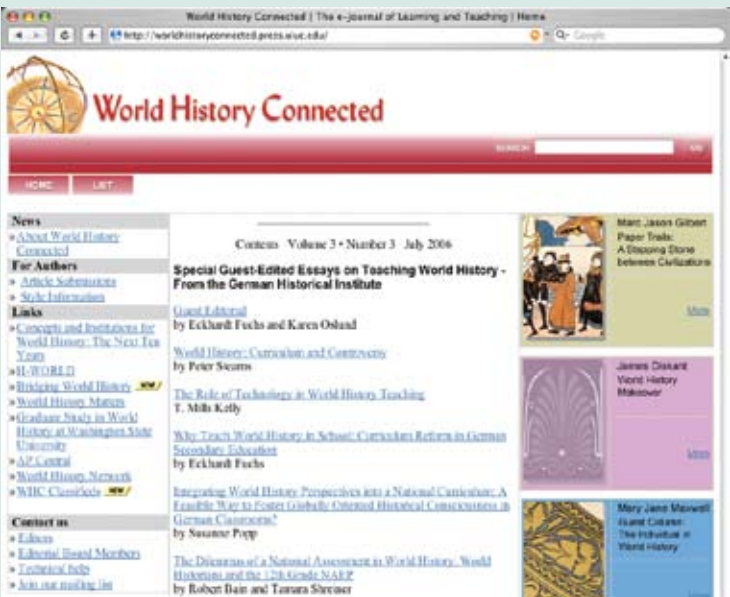 World History Connected | The e-journal of Learning and Teaching | Home
http://worldhistoryconnected.press.uiuc.edu/
Google
World History Connected
SEARCH
GO
HOME
LIST
News
» About World History
Connected
For Authors
» Article Submissions
» Style Information
Links
» Concepts and Institutions for
World History: The Next Ten
Years
» H-WORLD
» Bridging World History NEW!
» World History Matters
» Graduate Study in World
History at Washington State
University
» AP Central
» World History Network
» WHC Classifieds NEW!
Contact us
» Editors
» Editorial Board Members
» Technical help
» Join our mailing list
Contents Volume 3 • Number 3 July 2006
Special Guest-Edited Essays on Teaching World History -
From the German Historical Institute
Guest Editorial
by Eckhardt Fuchs and Karen Oslund
World History: Curriculum and Controversy
by Peter Stearns
The Role of Technology in World History Teaching
T. Mills Kelly
Why Teach World History in School: Curriculum Reform in German
Secondary Education
by Eckhardt Fuchs
Integrating World History Perspectives into a National Curriculum: A
Feasible Way to Foster Globally Oriented Historical Consciousness in
German Classrooms?
by Susanne Popp
The Dilemmas of a National Assessment in World History: World
Historians and the 12th Grade NAEP
by Robert Bain and Tamara Shreiner
Marc Jason Gilbert
Paper Trails:
A Stepping Stone
between Civilizations
More
James Diskant
World History
Makeover
More
Mary Jane Maxwell
Guest Column:
The Individual in
World History
More